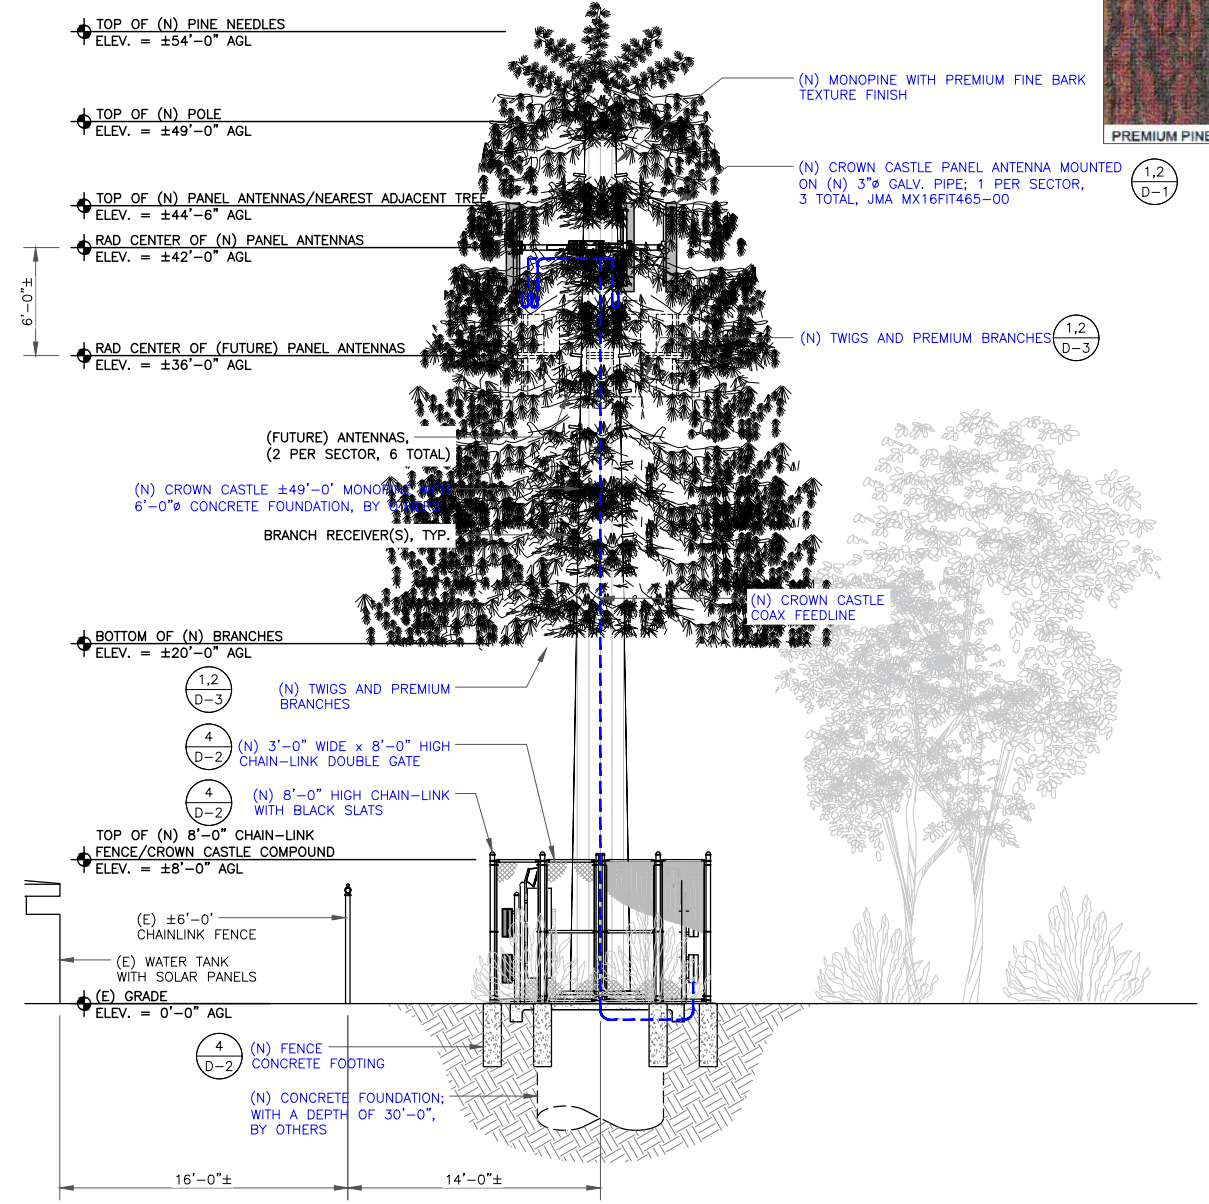 TOP OF (N) PINE NEEDLES
ELEV. = ±54'-0" AGL
TOP OF (N) POLE
ELEV. = ±49'-0" AGL
TOP OF (N) PANEL ANTENNAS/NEAREST ADJACENT TREE
ELEV. = ±44'-6" AGL
RAD CENTER OF (N) PANEL ANTENNAS
ELEV. = ±42'-0" AGL
6'-0"±
RAD CENTER OF (FUTURE) PANEL ANTENNAS
ELEV. = ±36'-0" AGL
(N) MONOPINE WITH PREMIUM FINE BARK
TEXTURE FINISH
PREMIUM PINE
(N) CROWN CASTLE PANEL ANTENNA MOUNTED
ON (N) 3"ø GALV. PIPE; 1 PER SECTOR,
3 TOTAL, JMA MX16FIT465-00
1,2
D-1
(N) TWIGS AND PREMIUM BRANCHES
1,2
D-3
(FUTURE) ANTENNAS,
(2 PER SECTOR, 6 TOTAL)
(N) CROWN CASTLE ±49'-0' MONOPINE WITH
6'-0"ø CONCRETE FOUNDATION, BY OTHERS
BRANCH RECEIVER(S), TYP.
(N) CROWN CASTLE
COAX FEEDLINE
BOTTOM OF (N) BRANCHES
ELEV. = ±20'-0" AGL
1,2
D-3
(N) TWIGS AND PREMIUM
BRANCHES
4
D-2
(N) 3'-0" WIDE x 8'-0" HIGH
CHAIN-LINK DOUBLE GATE
4
D-2
(N) 8'-0" HIGH CHAIN-LINK
WITH BLACK SLATS
TOP OF (N) 8'-0" CHAIN-LINK
FENCE/CROWN CASTLE COMPOUND
ELEV. = ±8'-0" AGL
(E) ±6'-0'
CHAINLINK FENCE
(E) WATER TANK
WITH SOLAR PANELS
(E) GRADE
ELEV. = 0'-0" AGL
4
D-2
(N) FENCE
CONCRETE FOOTING
(N) CONCRETE FOUNDATION;
WITH A DEPTH OF 30'-0",
BY OTHERS
16'-0"±
14'-0"±